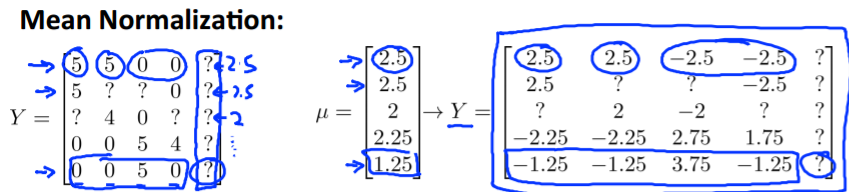 Mean Normalization:
Y = [5 5 0 0 ?] 2.5 μ = [2.5] → Y = [2.5 2.5 −2.5 −2.5 ?]
[5 ? ? 0 ?] 2.5 [2.5] [2.5 ? ? −2.5 ?]
[? 4 0 ? ?] 2 [2] [? 2 −2 ? ?]
[0 0 5 4 ?] ⋮ [2.25] [−2.25 −2.25 2.75 1.75 ?]
[0 0 5 0 ?] [1.25] [−1.25 −1.25 3.75 −1.25 ?]